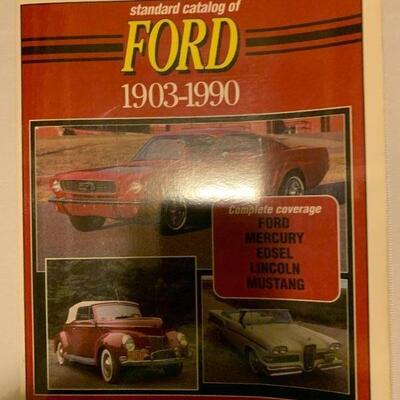 standard catalog of
FORD
1903-1990
Complete coverage
FORD
MERCURY
EDSEL
LINCOLN
MUSTANG